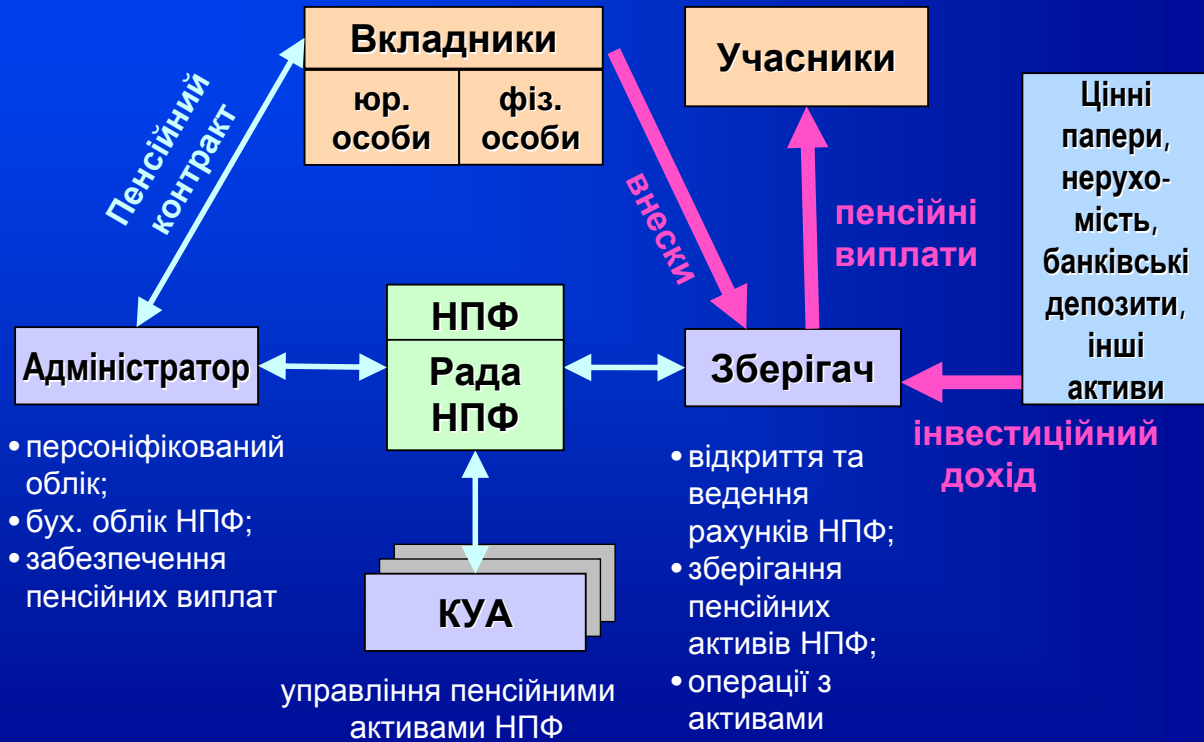 Вкладники
юр.
особи
фіз.
особи
Учасники
Цінні
папери,
нерухо-
мість,
банківські
депозити,
інші
активи
Пенсійний
контракт
внески
пенсійні
виплати
Адміністратор
НПФ
Рада
НПФ
Зберігач
інвестиційний
дохід
• персоніфікований
облік;
• бух. облік НПФ;
• забезпечення
пенсійних виплат
КУА
управління пенсійними
активами НПФ
• відкриття та
ведення
рахунків НПФ;
• зберігання
пенсійних
активів НПФ;
• операції з
активами